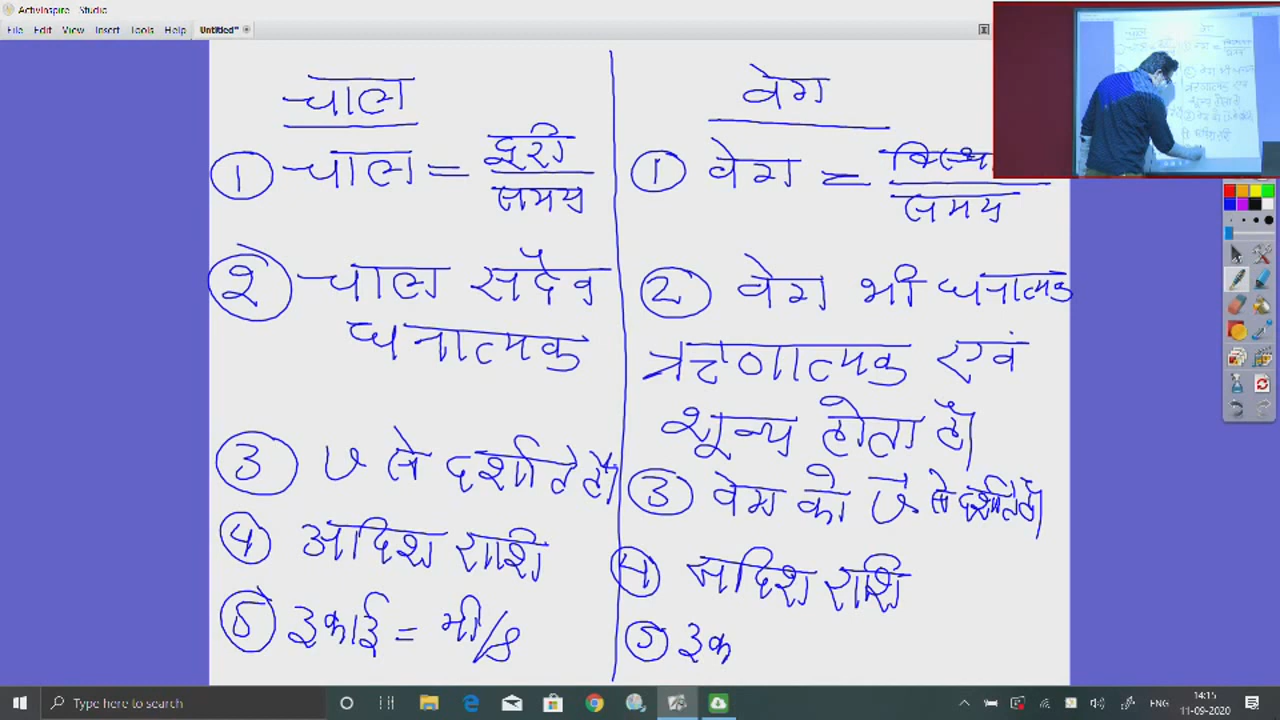 ActivInspire - Studio
File Edit View Insert Tools Help Untitled*
चाल
① चाल = दूरी / समय
② चाल सदैव
धनात्मक
③ v से दर्शाते हैं।
④ अदिश राशि
⑤ इकाई = मी/s
वेग
① वेग = विस्थ / समय
② वेग भी धनात्मक
ऋणात्मक एवं
शून्य होता है।
③ वेग को v⃗ से दर्शाते हैं।
④ सदिश राशि
⑤ इक
Type here to search
ENG
14:15
11-09-2020